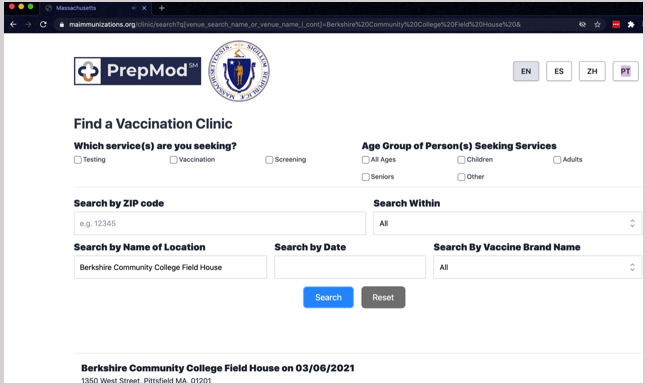 Massachusetts
maimmunizations.org/clinic/search?q[venue_search_name_or_venue_name_i_cont]=Berkshire%20Community%20College%20Field%20House%20&
PrepMod SM
EN ES ZH PT
Find a Vaccination Clinic
Which service(s) are you seeking?
Testing Vaccination Screening
Age Group of Person(s) Seeking Services
All Ages Children Adults
Seniors Other
Search by ZIP code
e.g. 12345
Search Within
All
Search by Name of Location
Berkshire Community College Field House
Search by Date
Search By Vaccine Brand Name
All
Search Reset
Berkshire Community College Field House on 03/06/2021
1350 West Street, Pittsfield MA, 01201